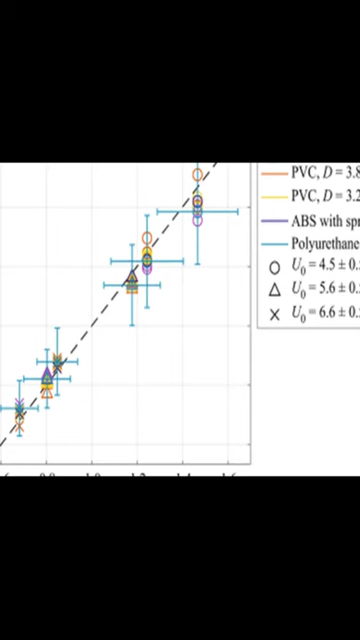 PVC, D = 3.8
PVC, D = 3.2
ABS with spr
Polyurethane
U₀ = 4.5 ± 0.
U₀ = 5.6 ± 0.
U₀ = 6.6 ± 0.